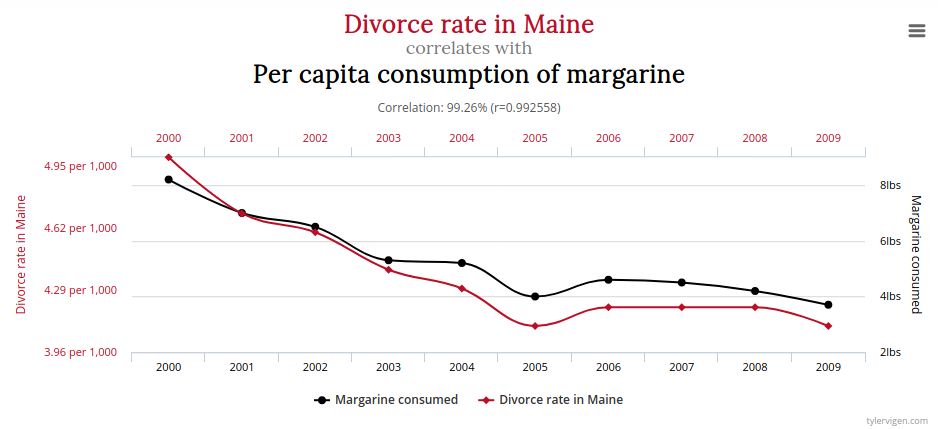 Divorce rate in Maine
correlates with
Per capita consumption of margarine
Correlation: 99.26% (r=0.992558)
2000 2001 2002 2003 2004 2005 2006 2007 2008 2009
Divorce rate in Maine
4.95 per 1,000
4.62 per 1,000
4.29 per 1,000
3.96 per 1,000
8lbs
6lbs
4lbs
2lbs
Margarine consumed
2000 2001 2002 2003 2004 2005 2006 2007 2008 2009
Margarine consumed Divorce rate in Maine
tylervigen.com